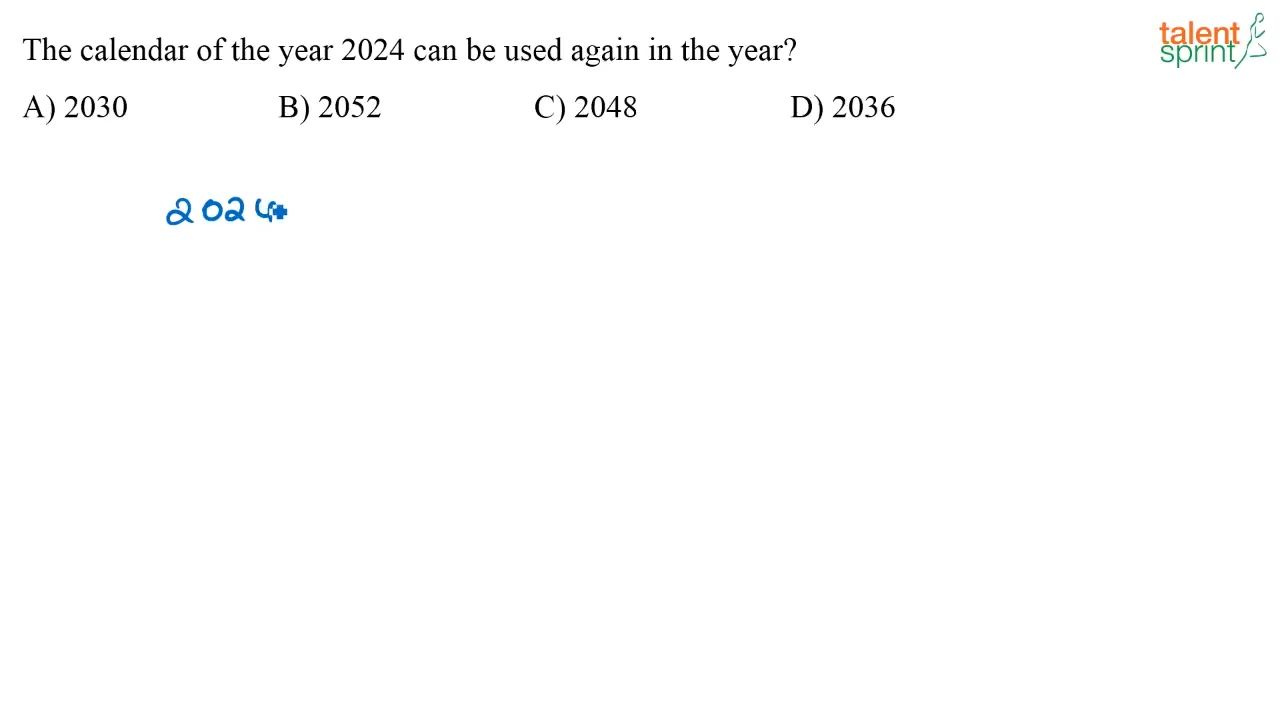 The calendar of the year 2024 can be used again in the year?
talent
sprint
A) 2030 B) 2052 C) 2048 D) 2036
2024